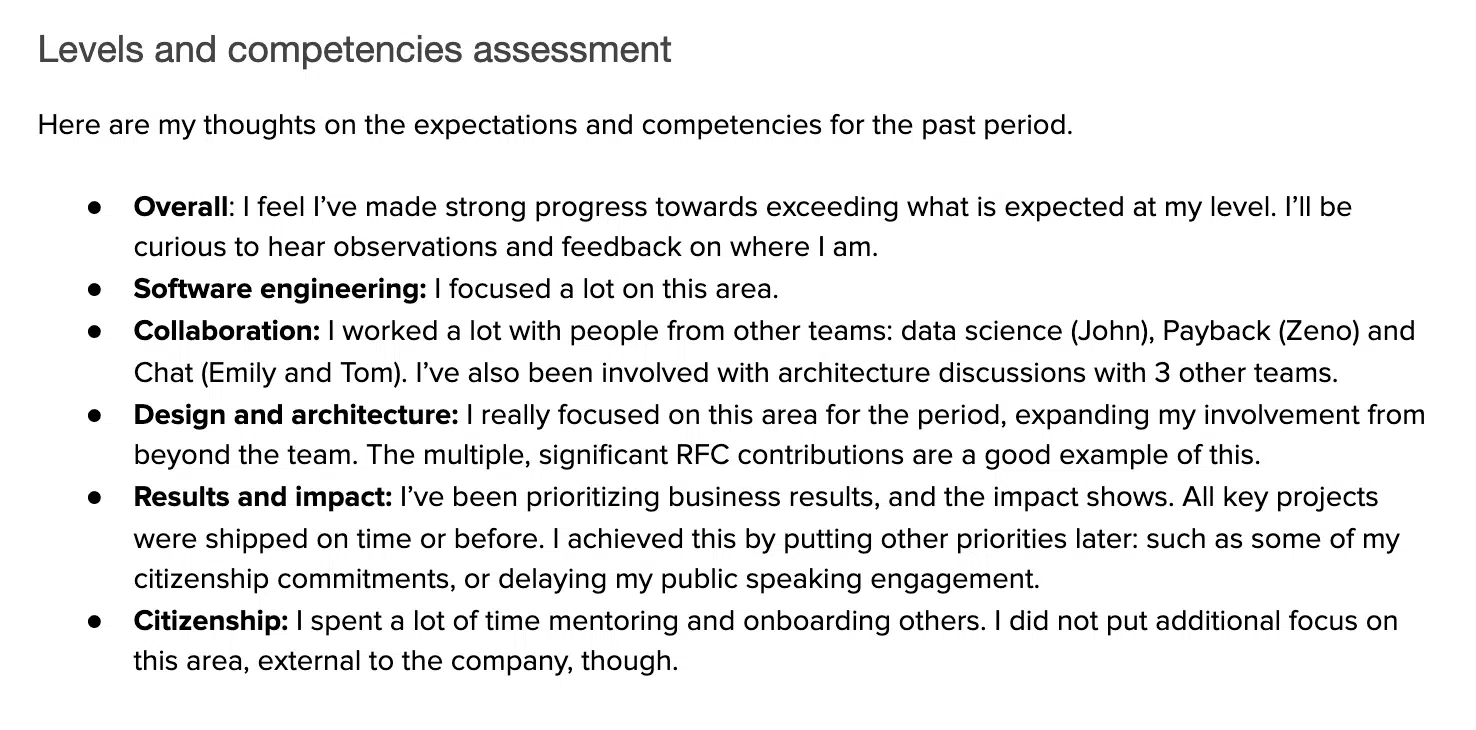 Levels and competencies assessment
Here are my thoughts on the expectations and competencies for the past period.
● Overall: I feel I’ve made strong progress towards exceeding what is expected at my level. I’ll be
curious to hear observations and feedback on where I am.
● Software engineering: I focused a lot on this area.
● Collaboration: I worked a lot with people from other teams: data science (John), Payback (Zeno) and
Chat (Emily and Tom). I’ve also been involved with architecture discussions with 3 other teams.
● Design and architecture: I really focused on this area for the period, expanding my involvement from
beyond the team. The multiple, significant RFC contributions are a good example of this.
● Results and impact: I’ve been prioritizing business results, and the impact shows. All key projects
were shipped on time or before. I achieved this by putting other priorities later: such as some of my
citizenship commitments, or delaying my public speaking engagement.
● Citizenship: I spent a lot of time mentoring and onboarding others. I did not put additional focus on
this area, external to the company, though.